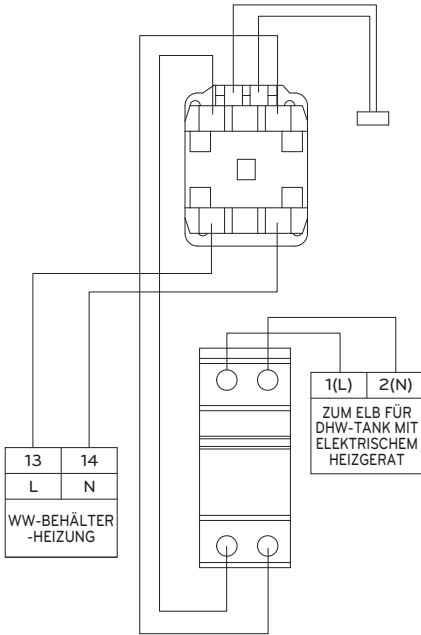 1(L) 2(N)
ZUM ELB FÜR
DHW-TANK MIT
ELEKTRISCHEM
HEIZGERAT
13 14
L N
WW-BEHÄLTER
-HEIZUNG